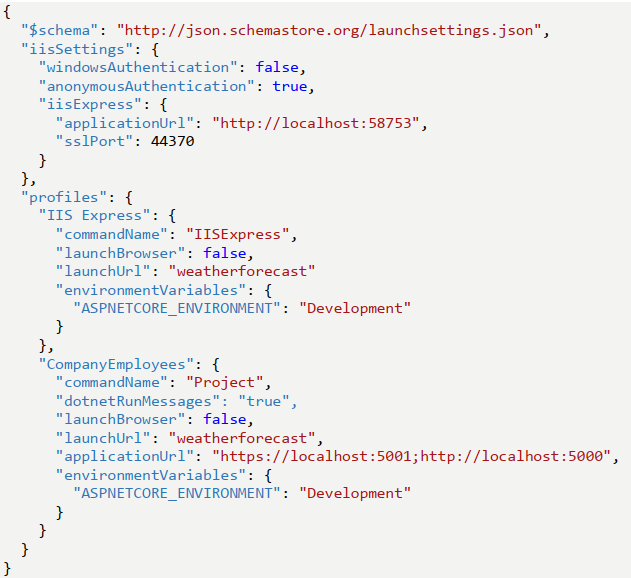 {
  "$schema": "http://json.schemastore.org/launchsettings.json",
  "iisSettings": {
    "windowsAuthentication": false,
    "anonymousAuthentication": true,
    "iisExpress": {
      "applicationUrl": "http://localhost:58753",
      "sslPort": 44370
    }
  },
  "profiles": {
    "IIS Express": {
      "commandName": "IISExpress",
      "launchBrowser": false,
      "launchUrl": "weatherforecast"
      "environmentVariables": {
        "ASPNETCORE_ENVIRONMENT": "Development"
      }
    },
    "CompanyEmployees": {
      "commandName": "Project",
      "dotnetRunMessages": "true",
      "launchBrowser": false,
      "launchUrl": "weatherforecast",
      "applicationUrl": "https://localhost:5001;http://localhost:5000",
      "environmentVariables": {
        "ASPNETCORE_ENVIRONMENT": "Development"
      }
    }
  }
}